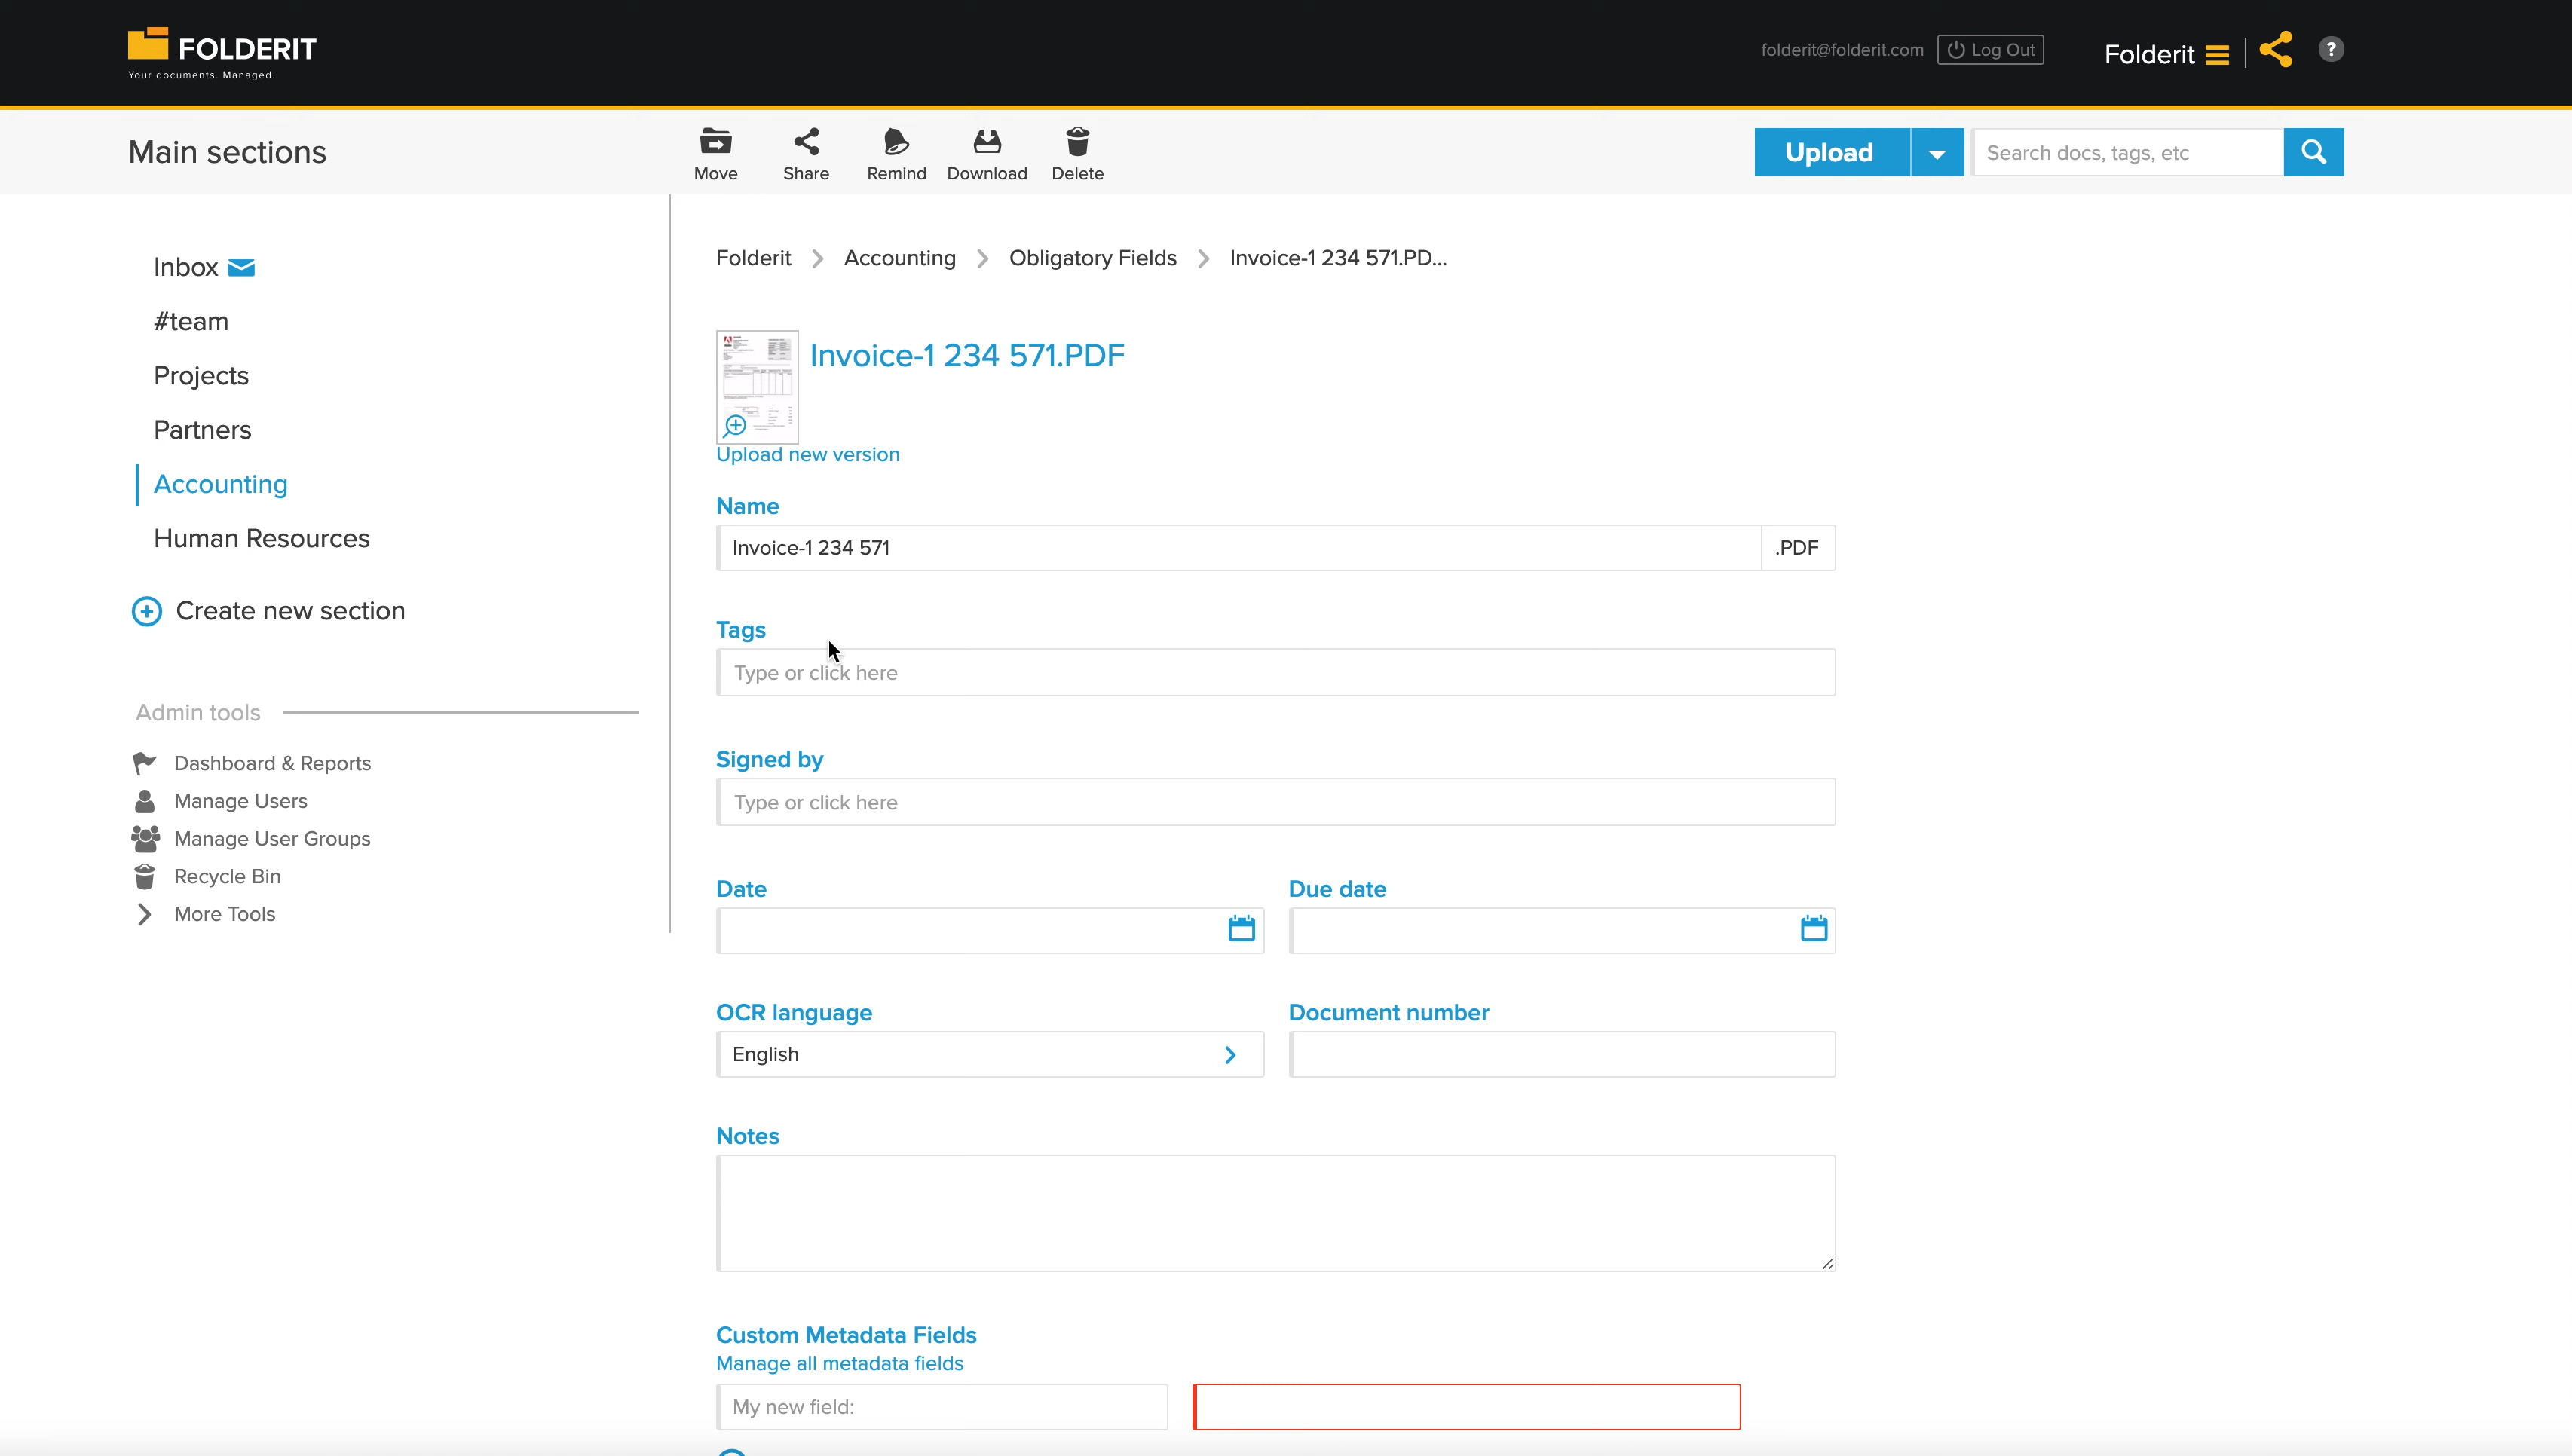 FOLDERIT
Your documents. Managed.
folderit@folderit.com
Log Out
Folderit
?
Main sections
Move
Share
Remind
Download
Delete
Upload
Search docs, tags, etc
Inbox
#team
Projects
Partners
Accounting
Human Resources
Create new section
Admin tools
Dashboard & Reports
Manage Users
Manage User Groups
Recycle Bin
More Tools
Folderit > Accounting > Obligatory Fields > Invoice-1 234 571.PD...
Invoice-1 234 571.PDF
Upload new version
Name
Invoice-1 234 571 .PDF
Tags
Type or click here
Signed by
Type or click here
Date
Due date
OCR language
English
Document number
Notes
Custom Metadata Fields
Manage all metadata fields
My new field: